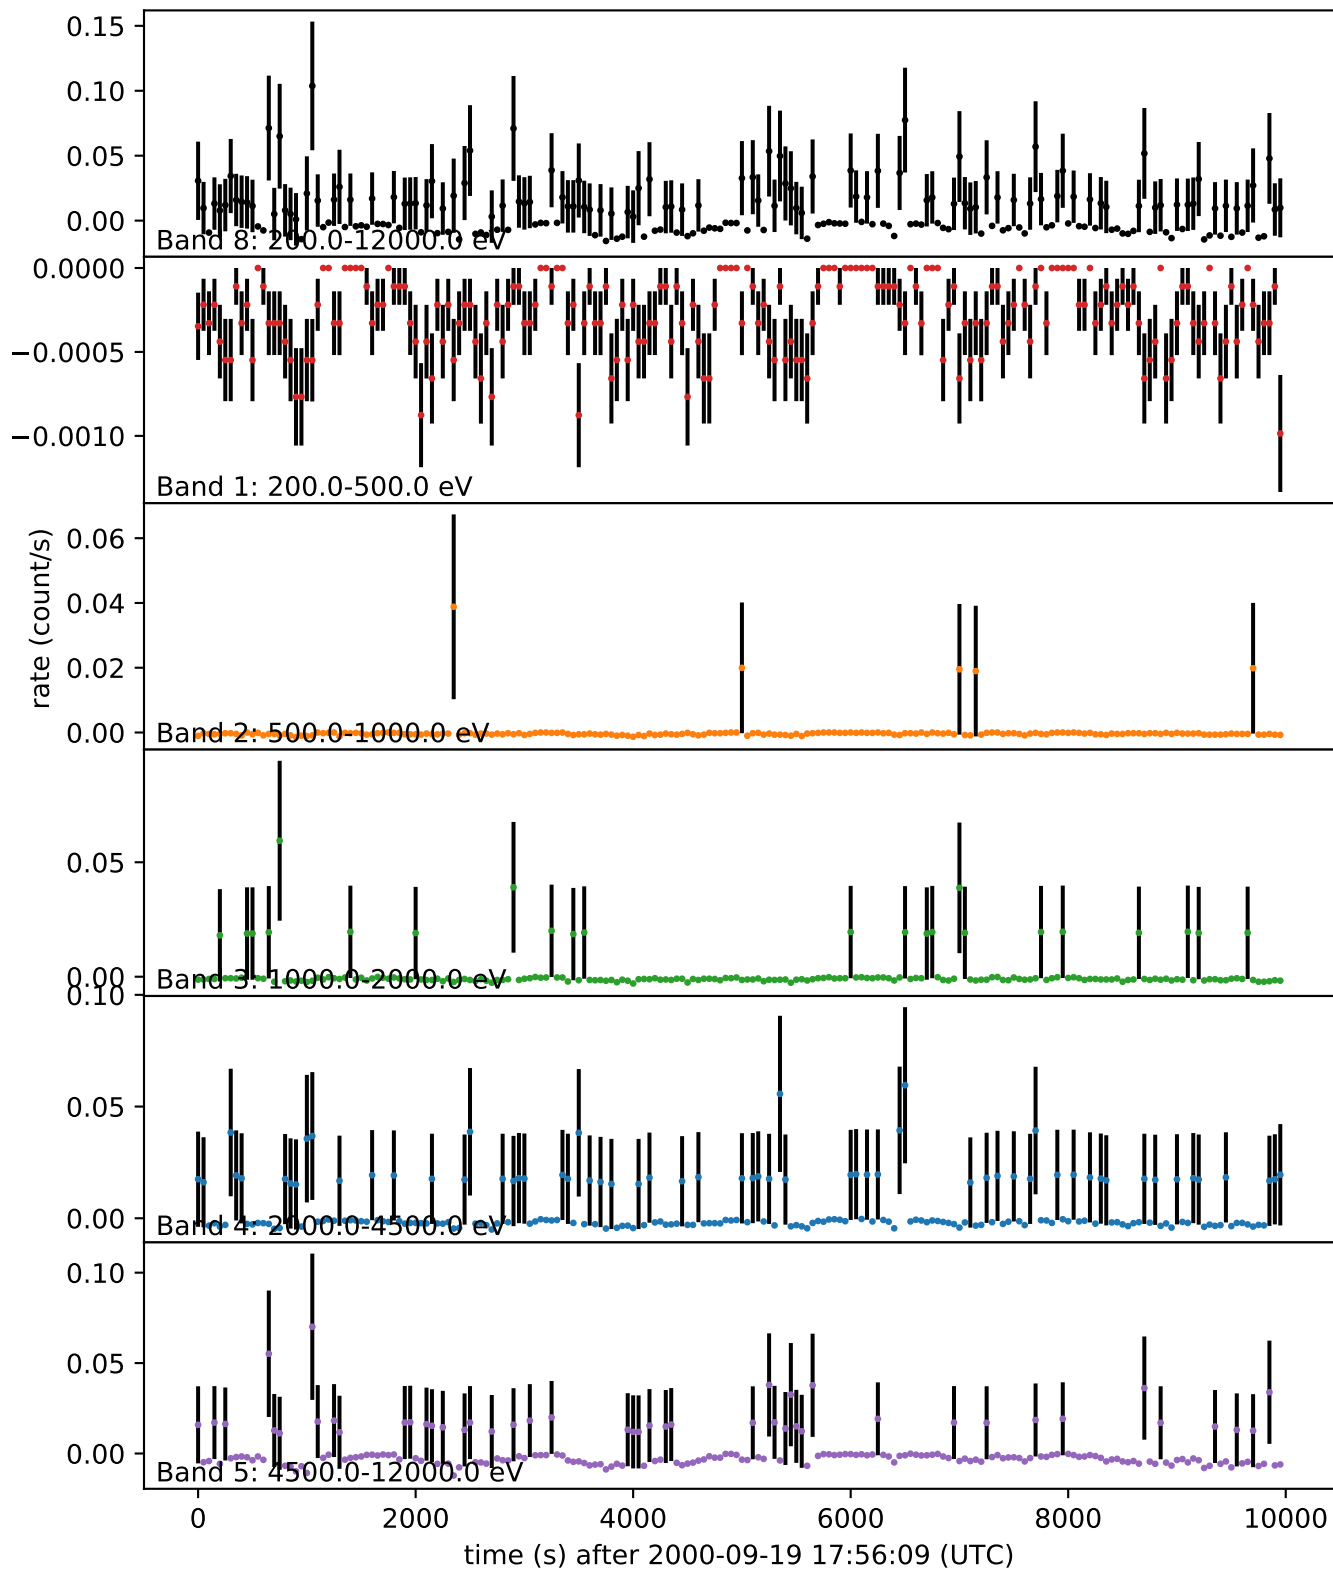 0.15
0.10
0.05
0.00
Band 8: 200.0-12000.0 eV
0.0000
−0.0005
−0.0010
Band 1: 200.0-500.0 eV
rate (count/s)
0.06
0.04
0.02
0.00
Band 2: 500.0-1000.0 eV
0.05
0.00
Band 3: 1000.0-2000.0 eV
0.10
0.05
0.00
Band 4: 2000.0-4500.0 eV
0.10
0.05
0.00
Band 5: 4500.0-12000.0 eV
0 2000 4000 6000 8000 10000
time (s) after 2000-09-19 17:56:09 (UTC)